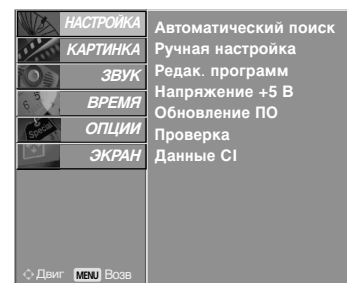 НАСТРОЙКА
КАРТИНКА
ЗВУК
ВРЕМЯ
ОПЦИИ
ЭКРАН
Автоматический поиск
Ручная настройка
Редак. программ
Напряжение +5 В
Обновление ПО
Проверка
Данные CI
Special
Двиг MENU Возв